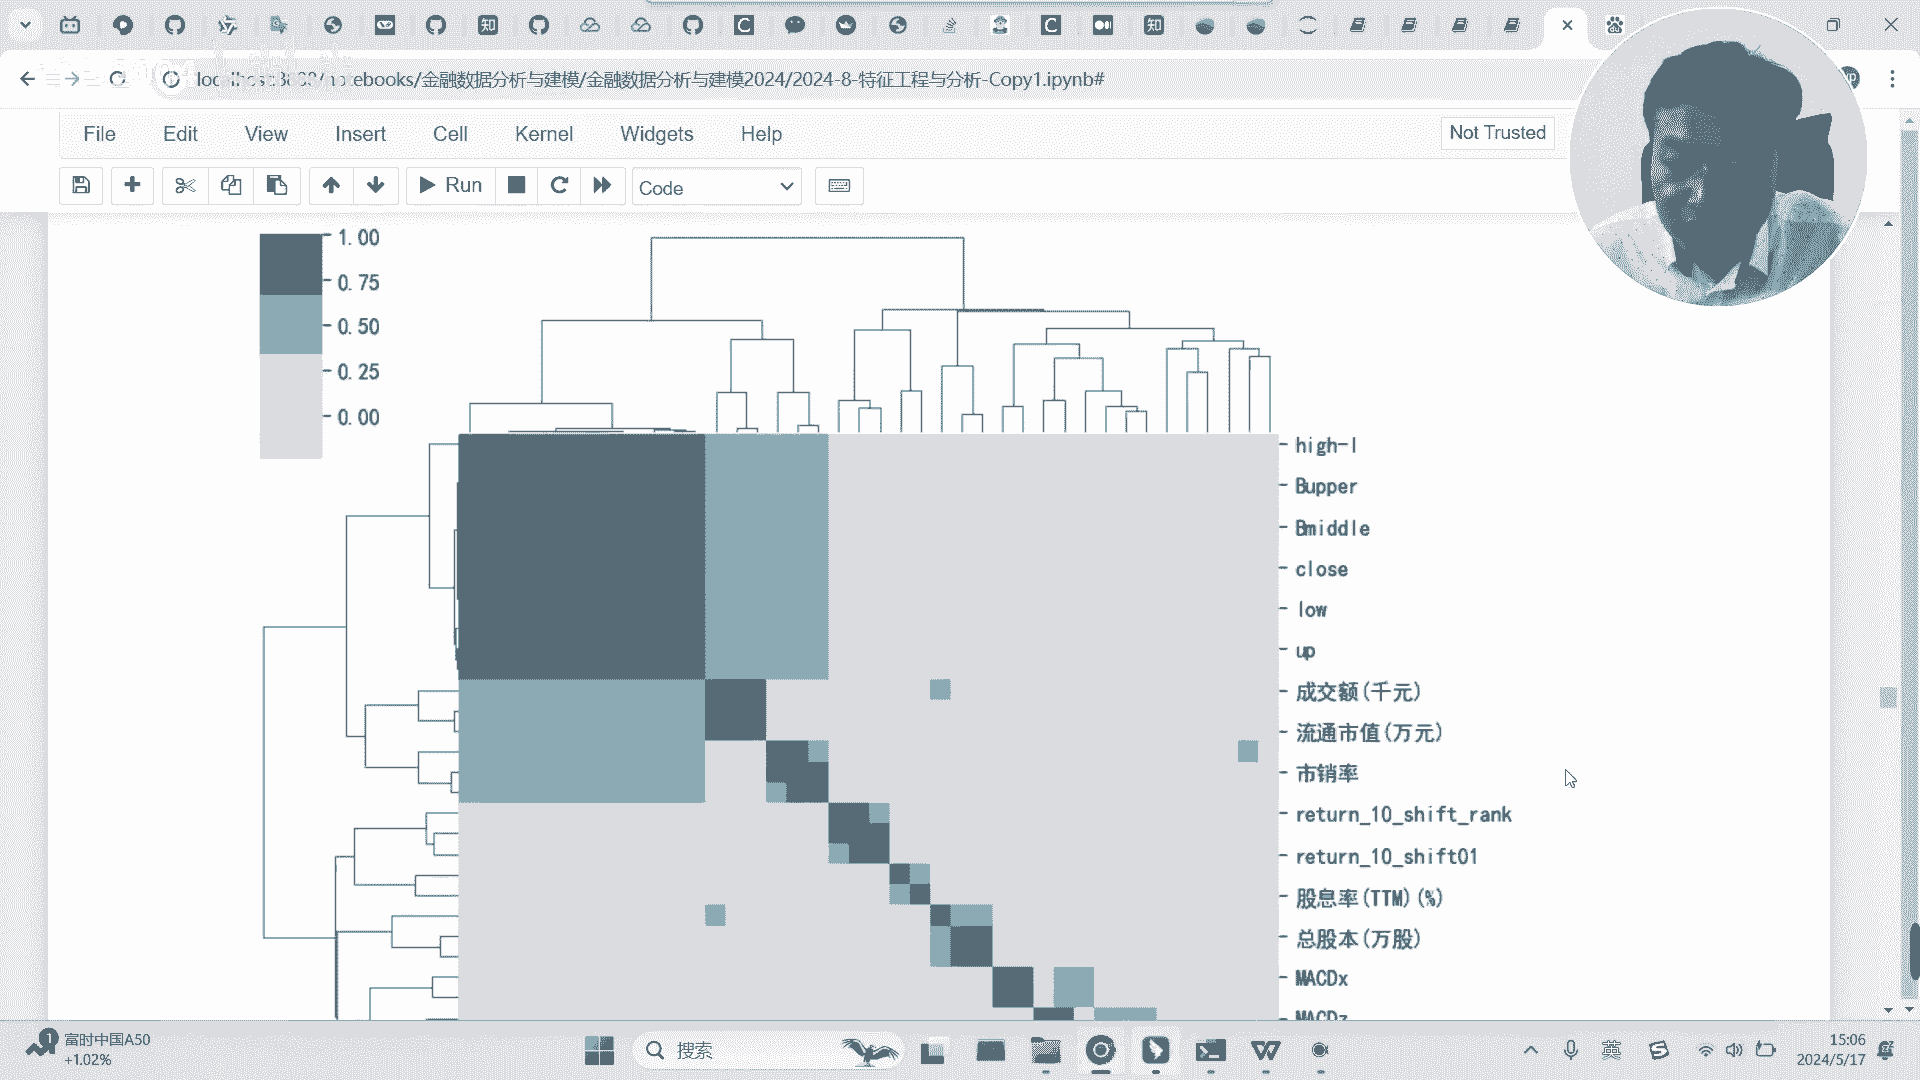 localhost:8888/notebooks/金融数据分析与建模/金融数据分析与建模2024/2024-8-特征工程与分析-Copy1.ipynb#
File Edit View Insert Cell Kernel Widgets Help
Not Trusted
Run
Code
1.00
0.75
0.50
0.25
0.00
high-l
Bupper
Bmiddle
close
low
up
成交额(千元)
流通市值(万元)
市销率
return_10_shift_rank
return_10_shift01
股息率(TTM)(%)
总股本(万股)
MACDx
MACDz
富时中国A50
+1.02%
搜索
英
15:06
2024/5/17